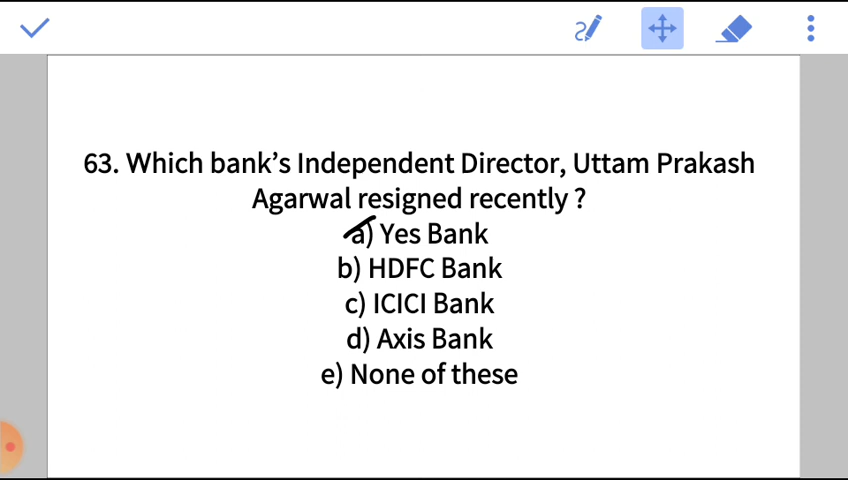 63. Which bank's Independent Director, Uttam Prakash
Agarwal resigned recently ?
a) Yes Bank
b) HDFC Bank
c) ICICI Bank
d) Axis Bank
e) None of these